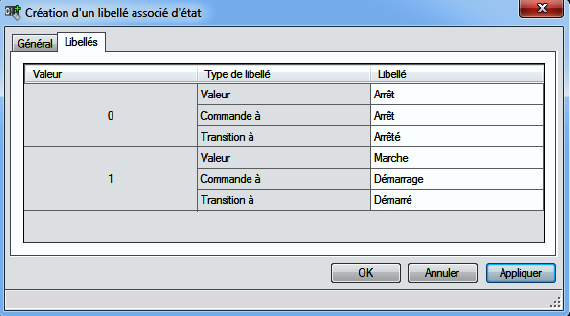 Création d'un libellé associé d'état
Général Libellés
Valeur Type de libellé Libellé
0 Valeur Arrêt
Commande à Arrêt
Transition à Arrêté
1 Valeur Marche
Commande à Démarrage
Transition à Démarré
OK Annuler Appliquer